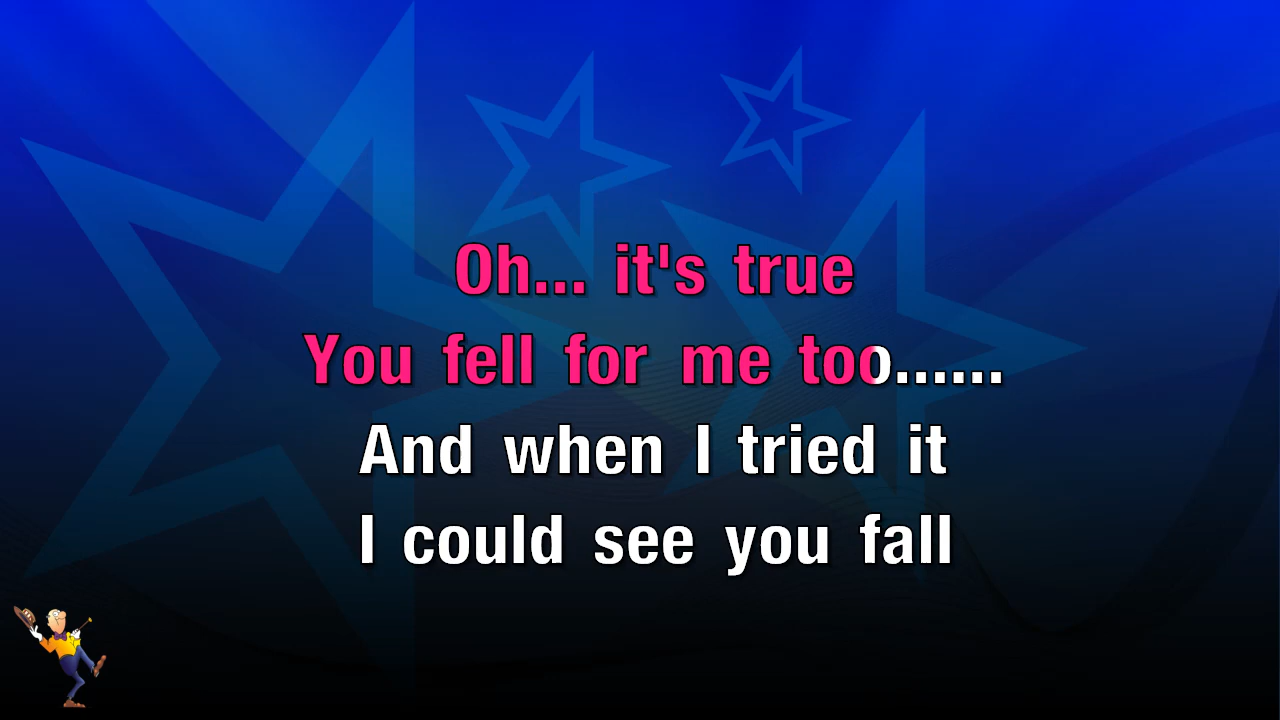 Oh... it's true
You fell for me too......
And when I tried it
I could see you fall